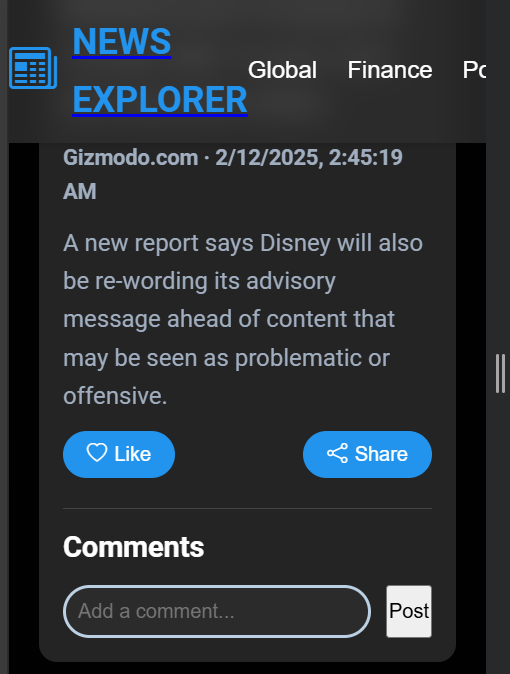 NEWS
EXPLORER
Global Finance Po
Gizmodo.com · 2/12/2025, 2:45:19
AM
A new report says Disney will also
be re-wording its advisory
message ahead of content that
may be seen as problematic or
offensive.
Like Share
Comments
Add a comment...
Post